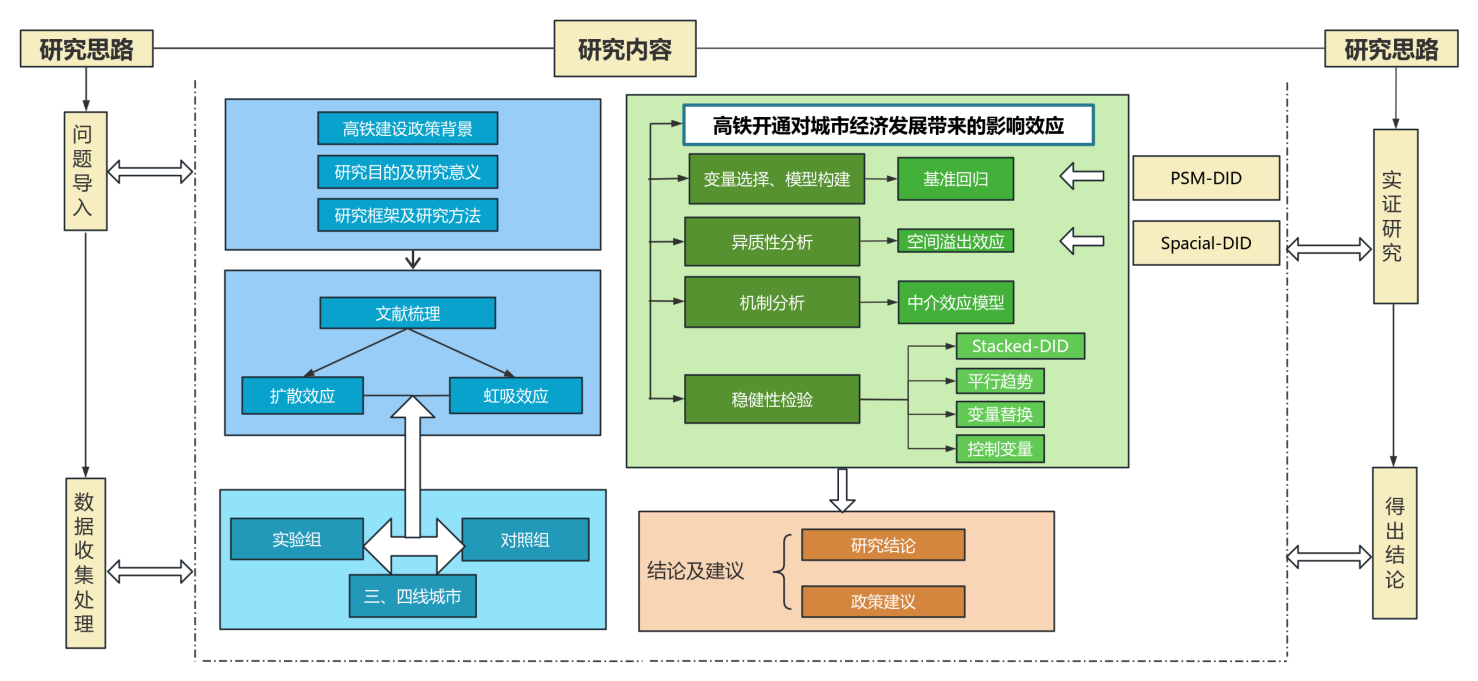 研究思路
研究内容
研究思路
问题导入
数据收集处理
高铁建设政策背景
研究目的及研究意义
研究框架及研究方法
文献梳理
扩散效应
虹吸效应
实验组
对照组
三、四线城市
高铁开通对城市经济发展带来的影响效应
变量选择、模型构建
基准回归
异质性分析
空间溢出效应
机制分析
中介效应模型
稳健性检验
Stacked-DID
平行趋势
变量替换
控制变量
结论及建议
研究结论
政策建议
PSM-DID
Spacial-DID
实证研究
得出结论